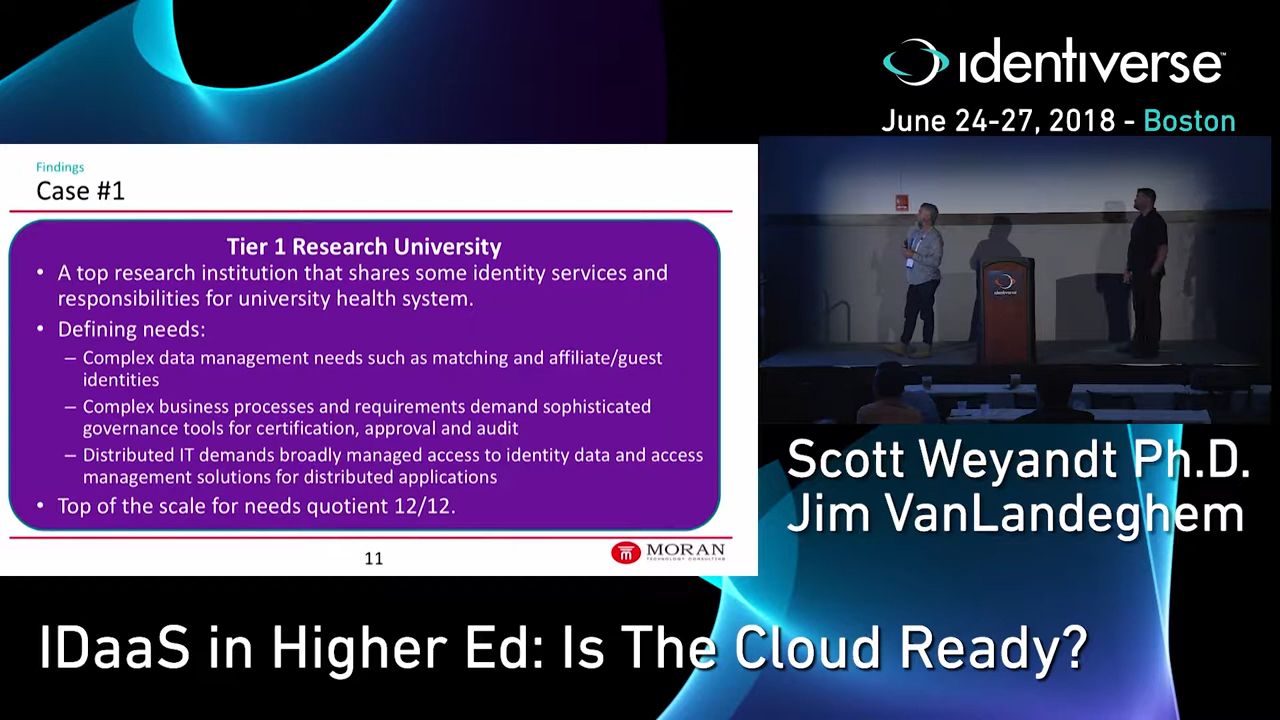 identiverse™
June 24-27, 2018 - Boston
Findings
Case #1
Tier 1 Research University
• A top research institution that shares some identity services and
responsibilities for university health system.
• Defining needs:
– Complex data management needs such as matching and affiliate/guest
identities
– Complex business processes and requirements demand sophisticated
governance tools for certification, approval and audit
– Distributed IT demands broadly managed access to identity data and access
management solutions for distributed applications
• Top of the scale for needs quotient 12/12.
11
MORAN
TECHNOLOGY CONSULTING
identiverse
Scott Weyandt Ph.D.
Jim VanLandeghem
IDaaS in Higher Ed: Is The Cloud Ready?